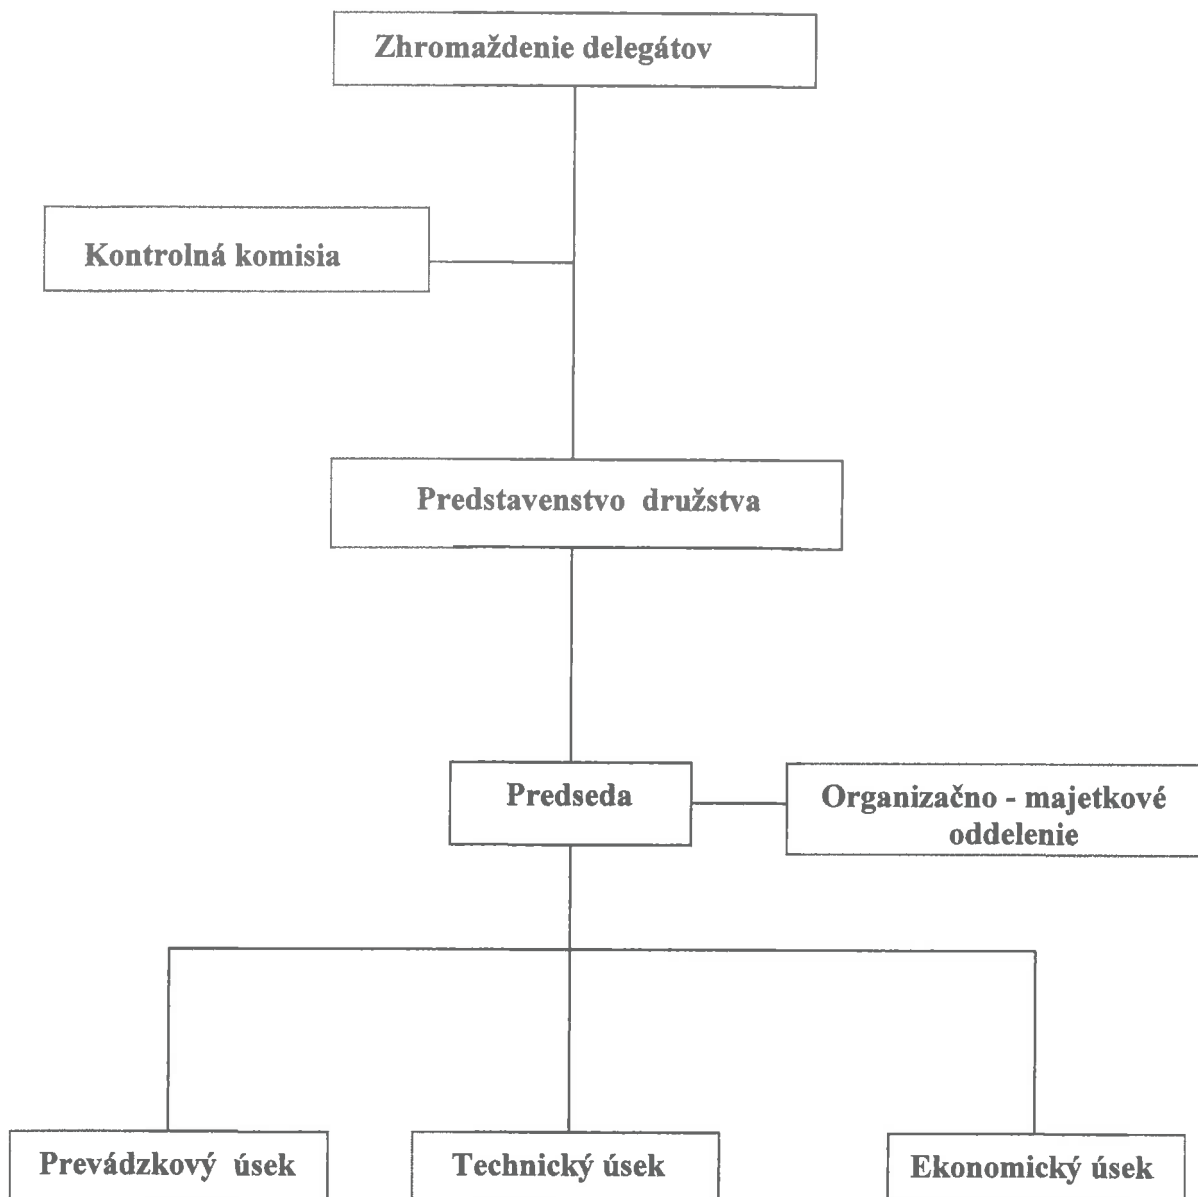 Zhromaždenie delegátov
Kontrolná komisia
Predstavenstvo družstva
Predseda
Organizačno - majetkové
oddelenie
Prevádzkový úsek
Technický úsek
Ekonomický úsek